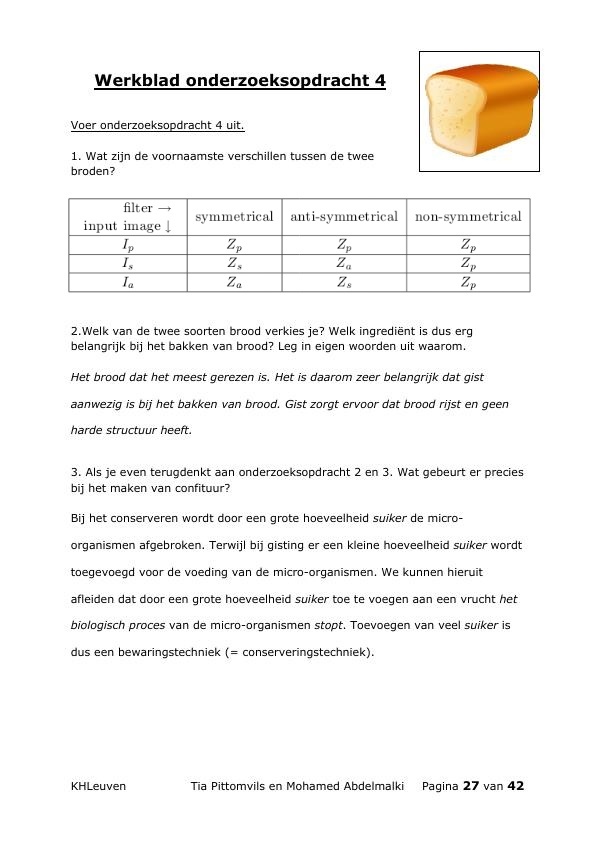 Werkblad onderzoeksopdracht 4
Voer onderzoeksopdracht 4 uit.
1. Wat zijn de voornaamste verschillen tussen de twee
broden?
filter → symmetrical anti-symmetrical non-symmetrical
input image ↓
I_p Z_p Z_p Z_p
I_s Z_s Z_a Z_p
I_a Z_a Z_s Z_p
2.Welk van de twee soorten brood verkies je? Welk ingrediënt is dus erg
belangrijk bij het bakken van brood? Leg in eigen woorden uit waarom.
Het brood dat het meest gerezen is. Het is daarom zeer belangrijk dat gist
aanwezig is bij het bakken van brood. Gist zorgt ervoor dat brood rijst en geen
harde structuur heeft.
3. Als je even terugdenkt aan onderzoeksopdracht 2 en 3. Wat gebeurt er precies
bij het maken van confituur?
Bij het conserveren wordt door een grote hoeveelheid suiker de micro-
organismen afgebroken. Terwijl bij gisting er een kleine hoeveelheid suiker wordt
toegevoegd voor de voeding van de micro-organismen. We kunnen hieruit
afleiden dat door een grote hoeveelheid suiker toe te voegen aan een vrucht het
biologisch proces van de micro-organismen stopt. Toevoegen van veel suiker is
dus een bewaringstechniek (= conserveringstechniek).
KHLeuven Tia Pittomvils en Mohamed Abdelmalki Pagina 27 van 42